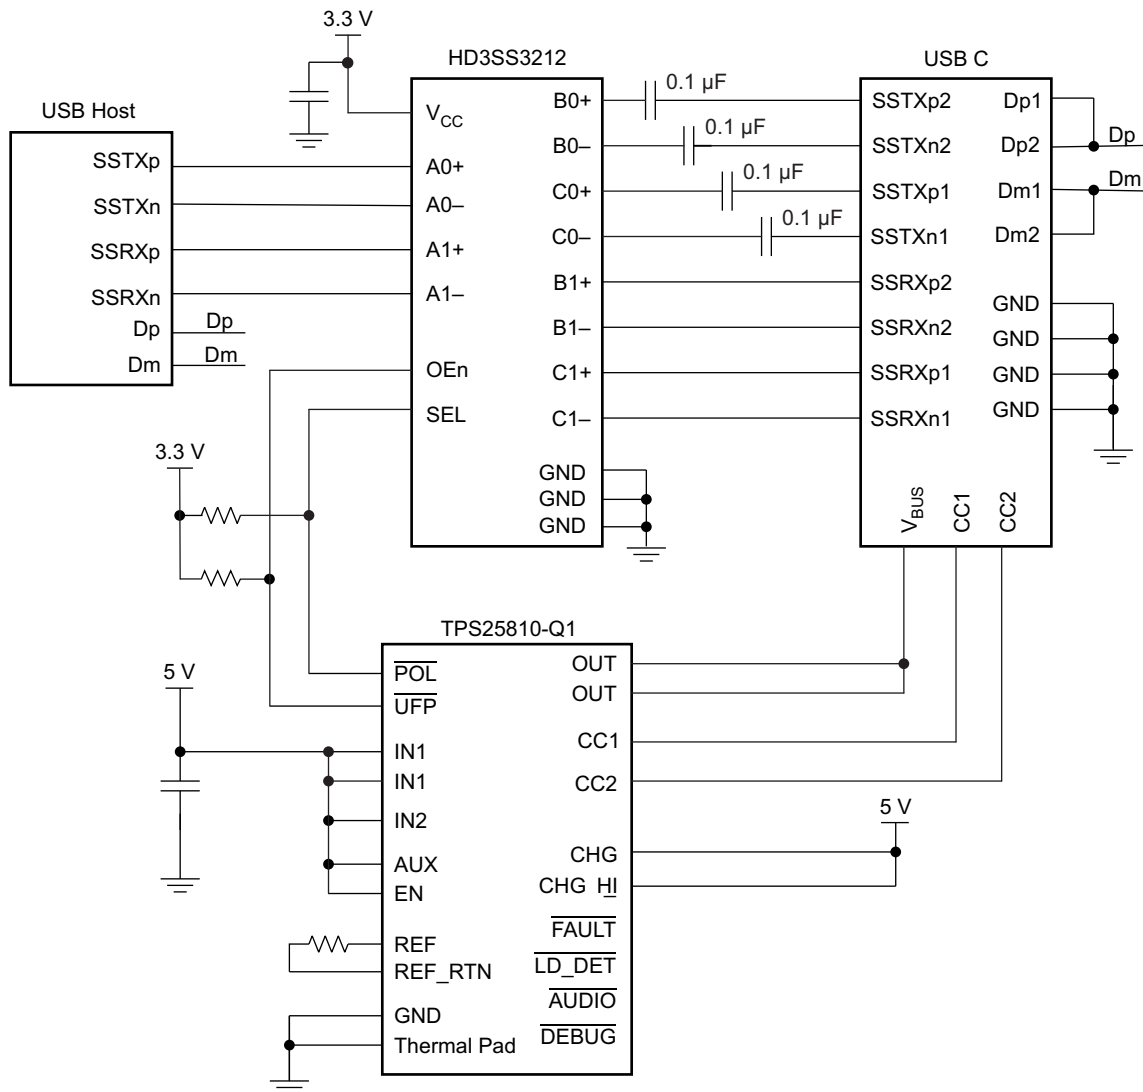 3.3 V
HD3SS3212
USB C
USB Host
VCC
B0+
0.1 µF
SSTXp2
Dp1
SSTXp
A0+
B0–
0.1 µF
SSTXn2
Dp2
Dp
SSTXn
A0–
C0+
0.1 µF
SSTXp1
Dm1
Dm
SSRXp
A1+
C0–
0.1 µF
SSTXn1
Dm2
SSRXn
A1–
B1+
SSRXp2
GND
Dp
Dp
B1–
SSRXn2
GND
Dm
Dm
OEn
C1+
SSRXp1
GND
SEL
C1–
SSRXn1
GND
3.3 V
GND
GND
GND
VBUS
CC1
CC2
TPS25810-Q1
POL
OUT
5 V
UFP
OUT
IN1
CC1
IN1
CC2
IN2
5 V
AUX
CHG
EN
CHG_HI
FAULT
REF
LD_DET
REF_RTN
AUDIO
GND
DEBUG
Thermal Pad